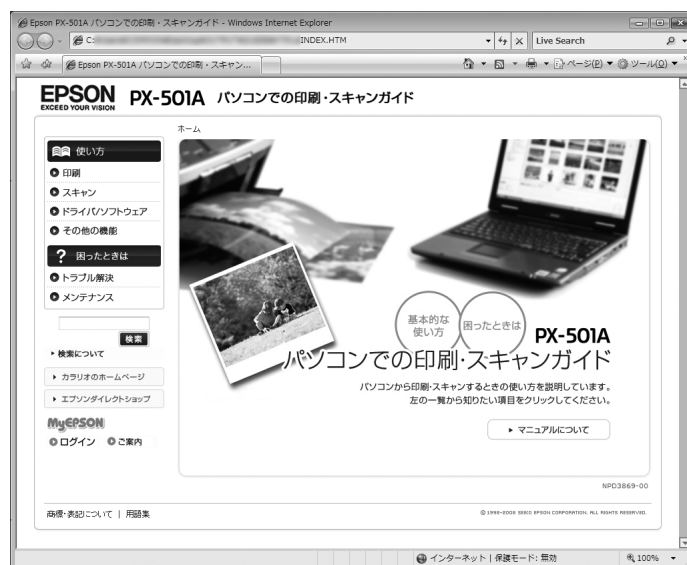 Epson PX-501A パソコンでの印刷・スキャンガイド - Windows Internet Explorer
C: INDEX.HTM
Live Search
Epson PX-501A パソコンでの印刷・スキャン...
ページ(P) ツール(O)
EPSON
EXCEED YOUR VISION
PX-501A パソコンでの印刷・スキャンガイド
ホーム
使い方
印刷
スキャン
ドライバ/ソフトウェア
その他の機能
? 困ったときは
トラブル解決
メンテナンス
検索
検索について
カラリオのホームページ
エプソンダイレクトショップ
MyEPSON
ログイン ご案内
基本的な
使い方
困ったときは
PX-501A
パソコンでの印刷・スキャンガイド
パソコンから印刷・スキャンするときの使い方を説明しています。
左の一覧から知りたい項目をクリックしてください。
マニュアルについて
NPD3869-00
商標・表記について | 用語集
© 1995-2008 SEIKO EPSON CORPORATION. ALL RIGHTS RESERVED.
インターネット | 保護モード: 無効
100%